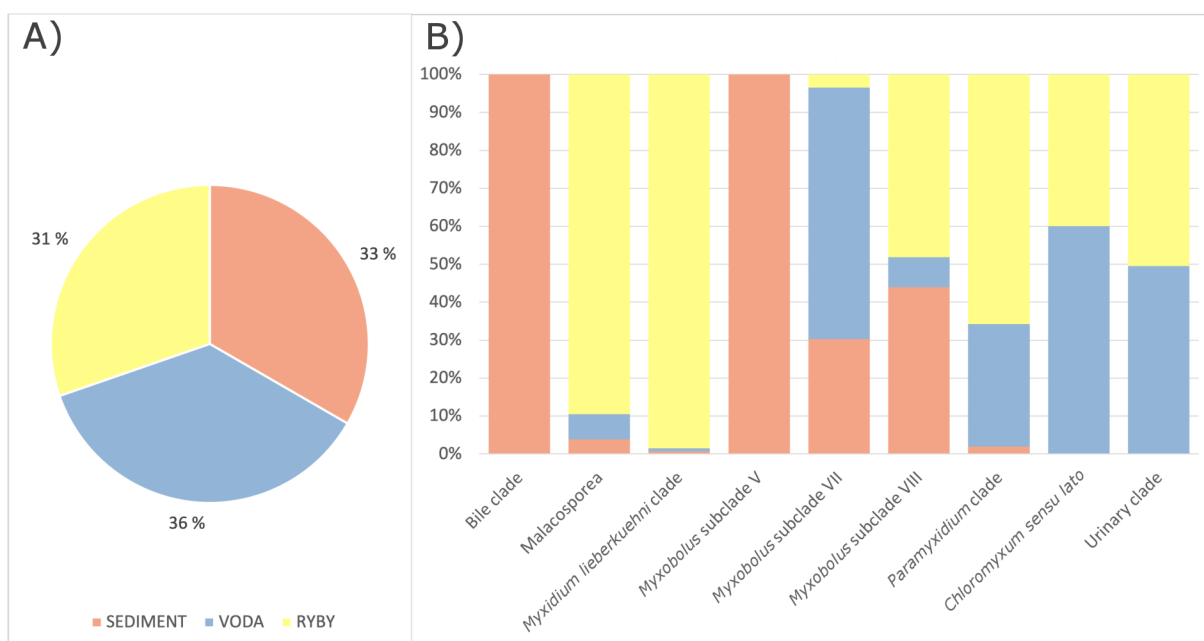 A)
31 %
33 %
36 %
SEDIMENT VODA RYBY
B)
100%
90%
80%
70%
60%
50%
40%
30%
20%
10%
0%
Bile clade
Malacosporea
Myxidium lieberkuehni clade
Myxobolus subclade V
Myxobolus subclade VII
Myxobolus subclade VIII
Paramyxidium clade
Chloromyxum sensu lato
Urinary clade